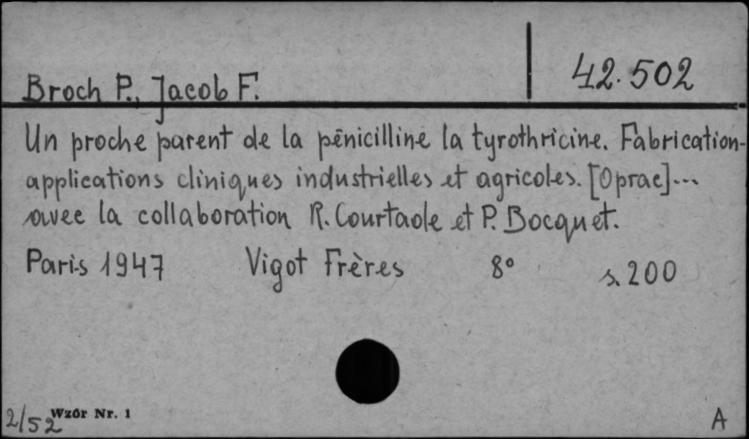 42.502
Broch P., Jacob F.
Un proche parent de la pénicilline la tyrothricine. Fabrication-
applications cliniques industrielles et agricoles. [Oprac]...
avec la collaboration R. Courtade et P. Bocquet.
Paris 1947 Vigot Frères 8° s. 200
2/52 Wzór Nr. 1 A